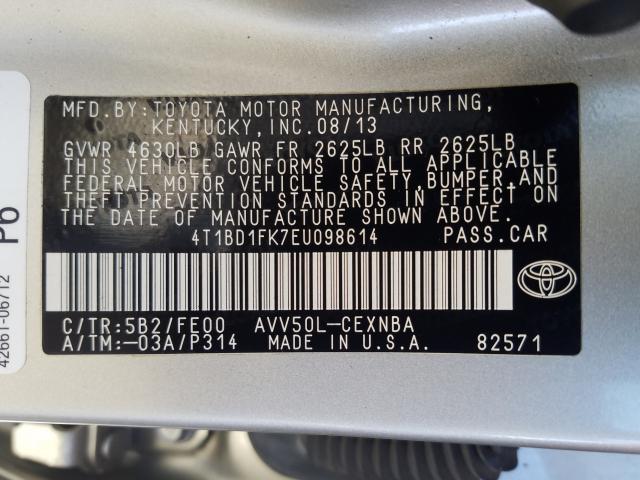 MFD.BY:TOYOTA MOTOR MANUFACTURING,
KENTUCKY, INC.08/13
GVWR 4630LB GAWR FR 2625LB RR 2625LB
THIS VEHICLE CONFORMS TO ALL APPLICABLE
FEDERAL MOTOR VEHICLE SAFETY,BUMPER,AND
THEFT PREVENTION STANDARDS IN EFFECT ON
THE DATE OF MANUFACTURE SHOWN ABOVE.
4T1BD1FK7EU098614 PASS.CAR
C/TR:5B2/FE00 AVV50L-CEXNBA
A/TM:-03A/P314 MADE IN U.S.A. 82571
TOYOTA
42661-06712
P6